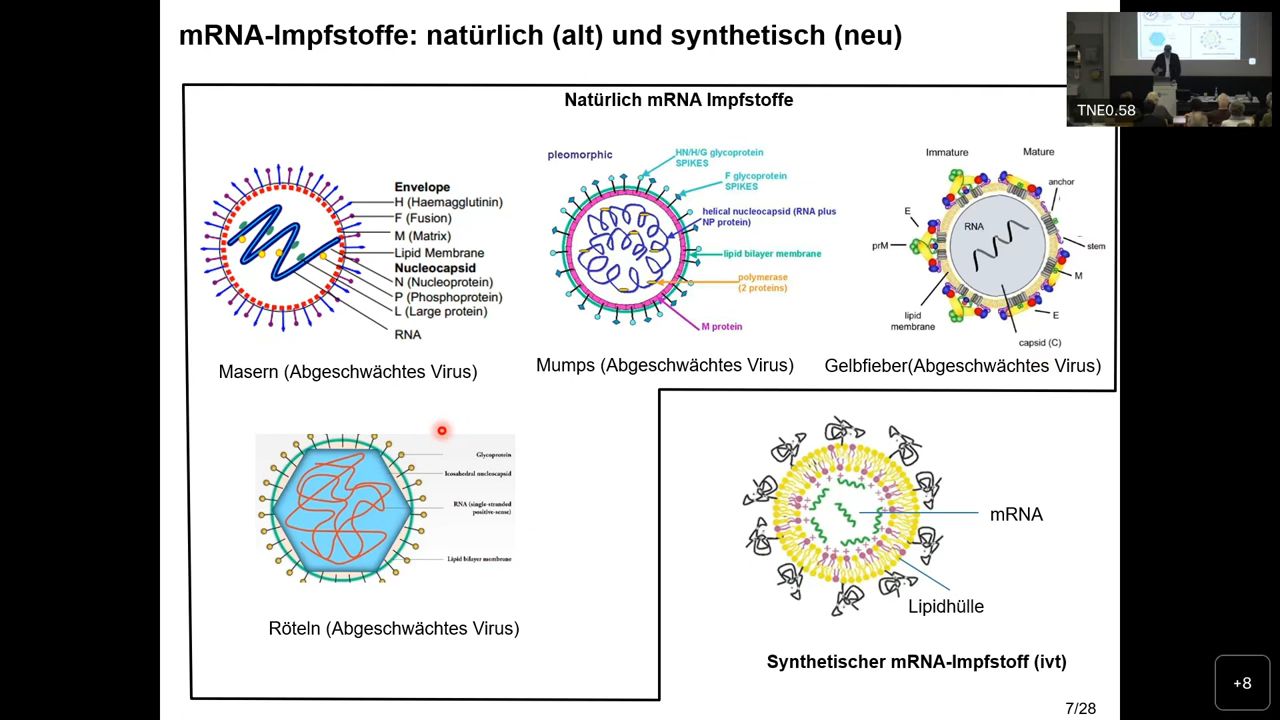 mRNA-Impfstoffe: natürlich (alt) und synthetisch (neu)
TNE0.58
Natürlich mRNA Impfstoffe
Envelope
H (Haemagglutinin)
F (Fusion)
M (Matrix)
Lipid Membrane
Nucleocapsid
N (Nucleoprotein)
P (Phosphoprotein)
L (Large protein)
RNA
Masern (Abgeschwächtes Virus)
pleomorphic
HN/H/G glycoprotein
SPIKES
F glycoprotein
SPIKES
helical nucleocapsid (RNA plus
NP protein)
lipid bilayer membrane
polymerase
(2 proteins)
M protein
Mumps (Abgeschwächtes Virus)
Immature
Mature
anchor
E
RNA
prM
stem
M
lipid
membrane
E
capsid (C)
Gelbfieber(Abgeschwächtes Virus)
Glycoprotein
Icosahedral nucleocapsid
RNA (single-stranded
positive-sense)
Lipid bilayer membrane
Röteln (Abgeschwächtes Virus)
mRNA
Lipidhülle
Synthetischer mRNA-Impfstoff (ivt)
7/28
+8